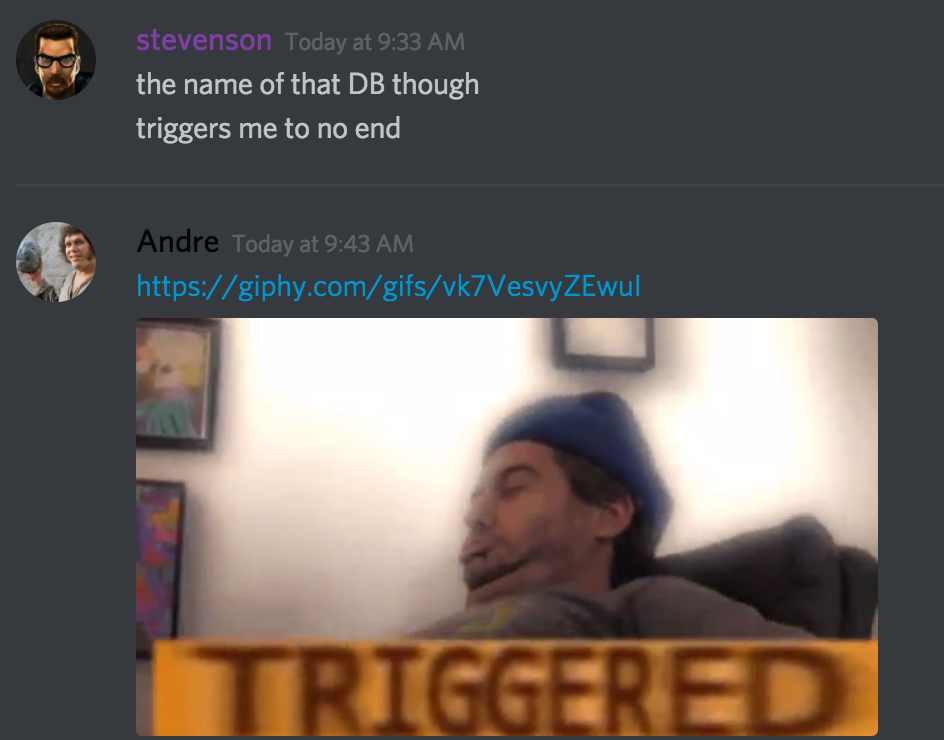 stevenson Today at 9:33 AM
the name of that DB though
triggers me to no end
Andre Today at 9:43 AM
https://giphy.com/gifs/vk7VesvyZEwuI
TRIGGERED